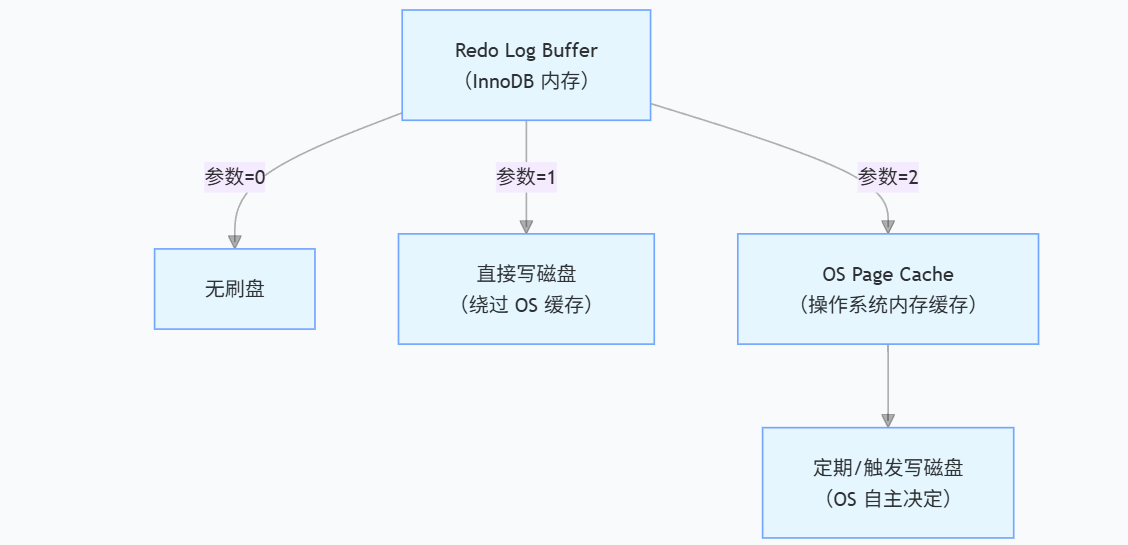 Redo Log Buffer
（InnoDB 内存）
参数=0
参数=1
参数=2
无刷盘
直接写磁盘
（绕过 OS 缓存）
OS Page Cache
（操作系统内存缓存）
定期/触发写磁盘
（OS 自主决定）